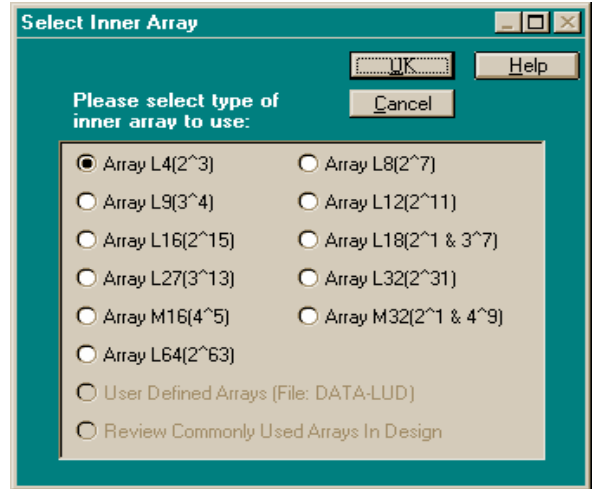 Select Inner Array
UK
Help
Please select type of
inner array to use:
Cancel
Array L4(2^3)
Array L8(2^7)
Array L9(3^4)
Array L12(2^11)
Array L16(2^15)
Array L18(2^1 & 3^7)
Array L27(3^13)
Array L32(2^31)
Array M16(4^5)
Array M32(2^1 & 4^9)
Array L64(2^63)
User Defined Arrays (File: DATA-LUD)
Review Commonly Used Arrays In Design